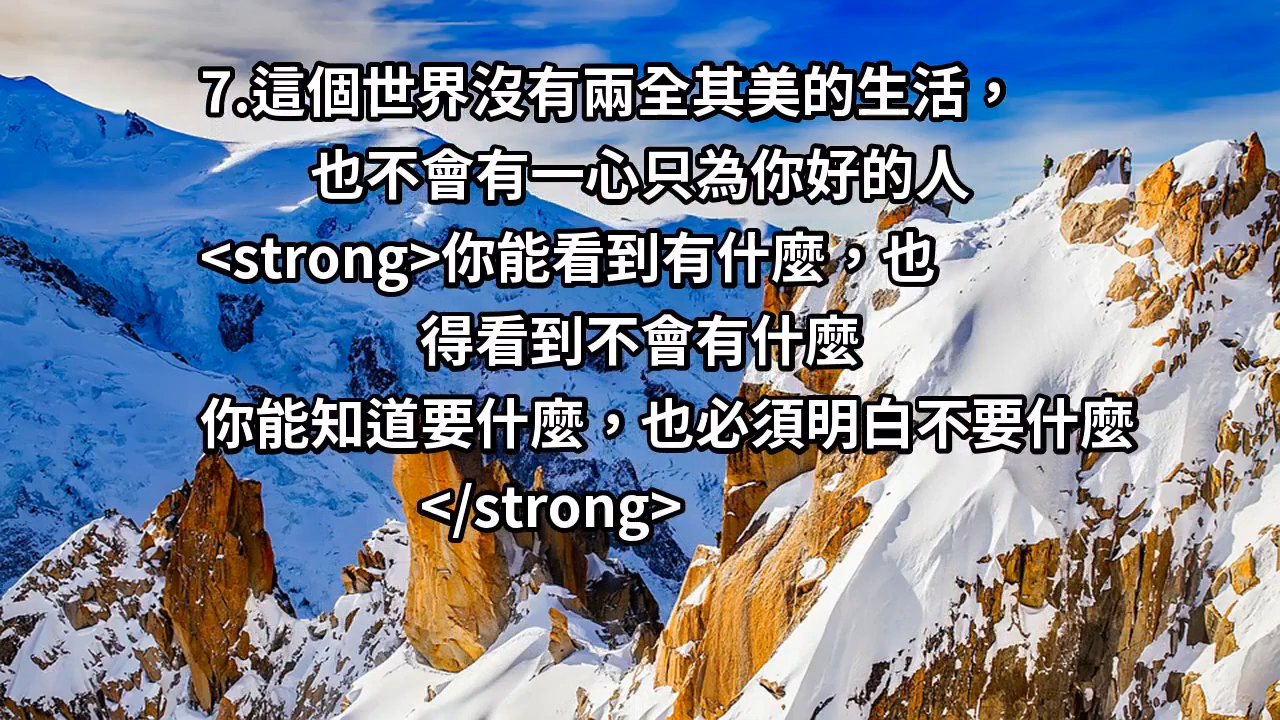 7.這個世界沒有兩全其美的生活，
也不會有一心只為你好的人
<strong>你能看到有什麼，也
得看到不會有什麼
你能知道要什麼，也必須明白不要什麼
</strong>